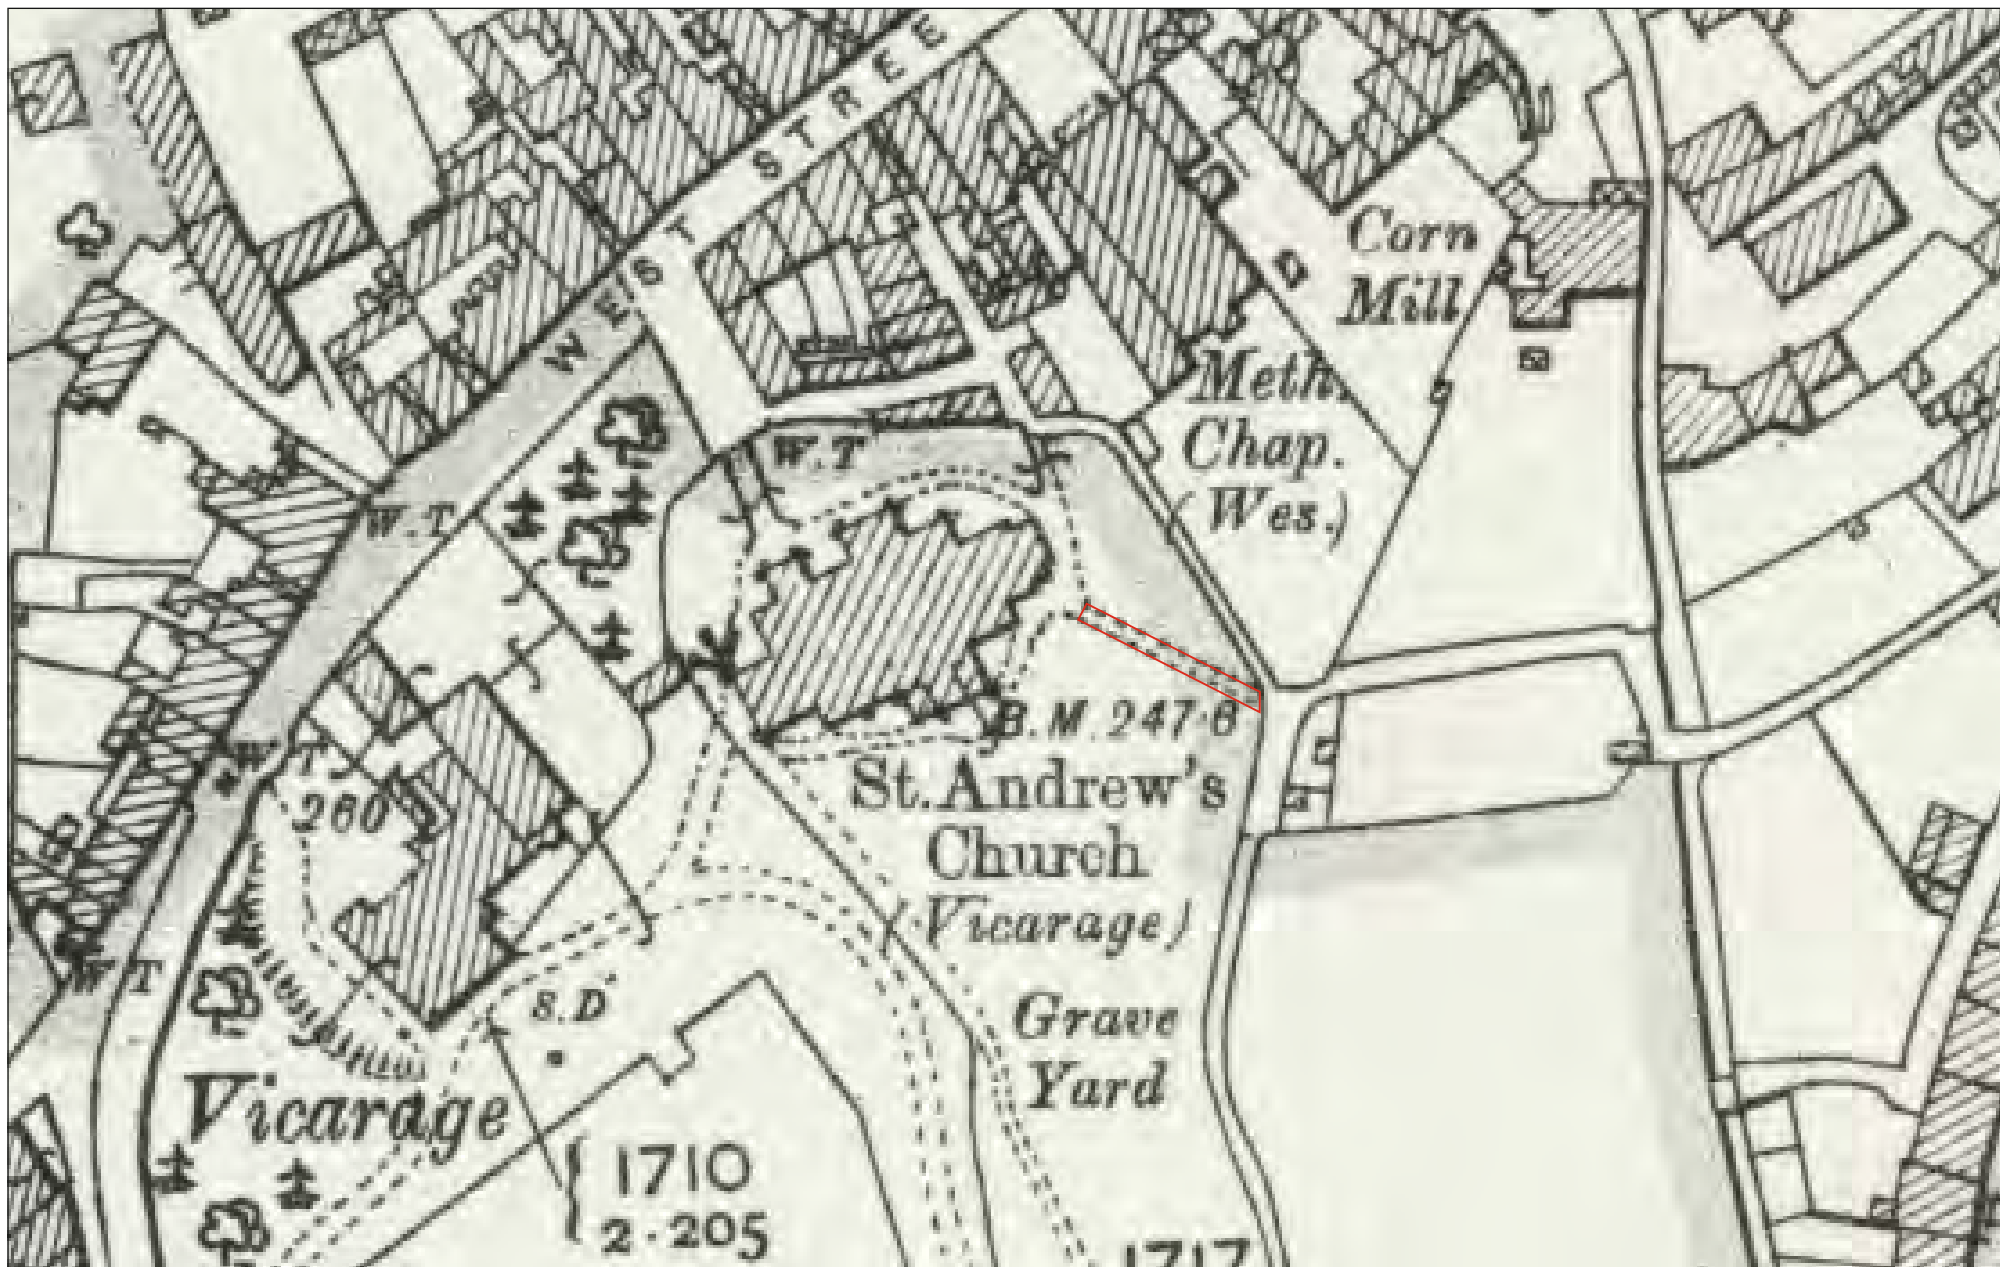 WEST STREE
Corn
Mill
Meth.
Chap.
(Wes.)
W.T
W.T
B.M. 247·6
W T
St. Andrew's
Church
(Vicarage)
280
W T
S.D
Grave
Yard
Vicarage
1710
2·205
1717